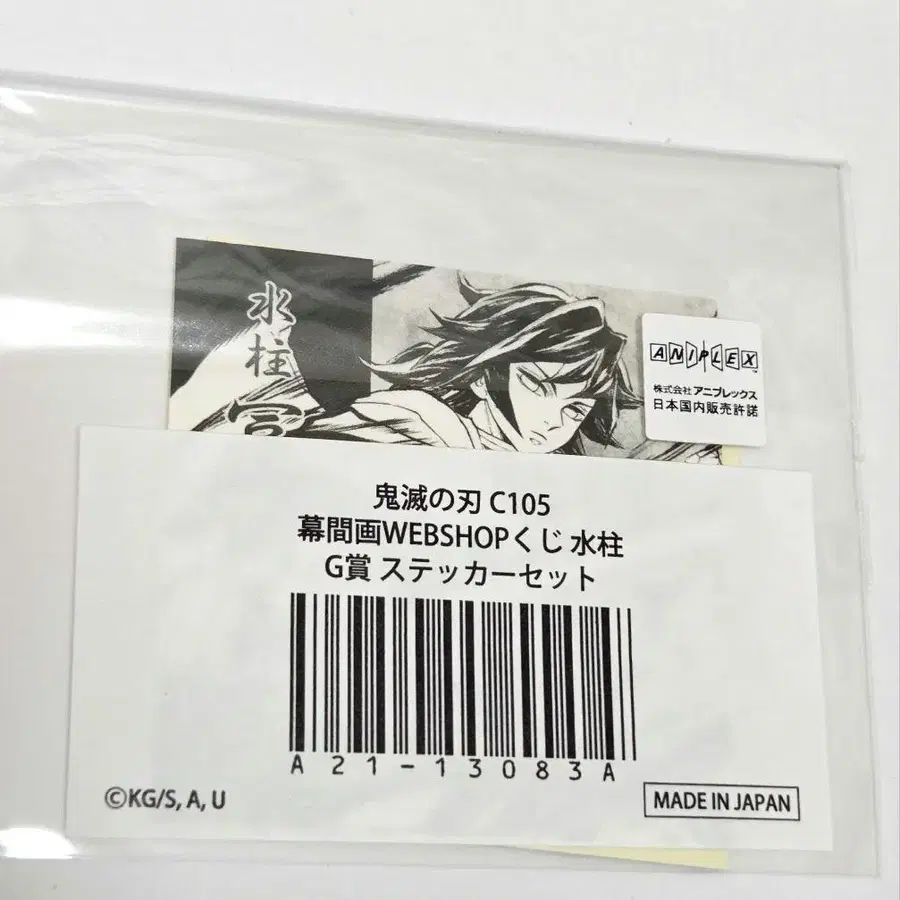 水柱
冨
ANIPLEX
株式会社 アニプレックス
日本国内販売許諾
鬼滅の刃 C105
幕間画WEBSHOPくじ 水柱
G賞 ステッカーセット
A21-13083A
©KG/S, A, U
MADE IN JAPAN